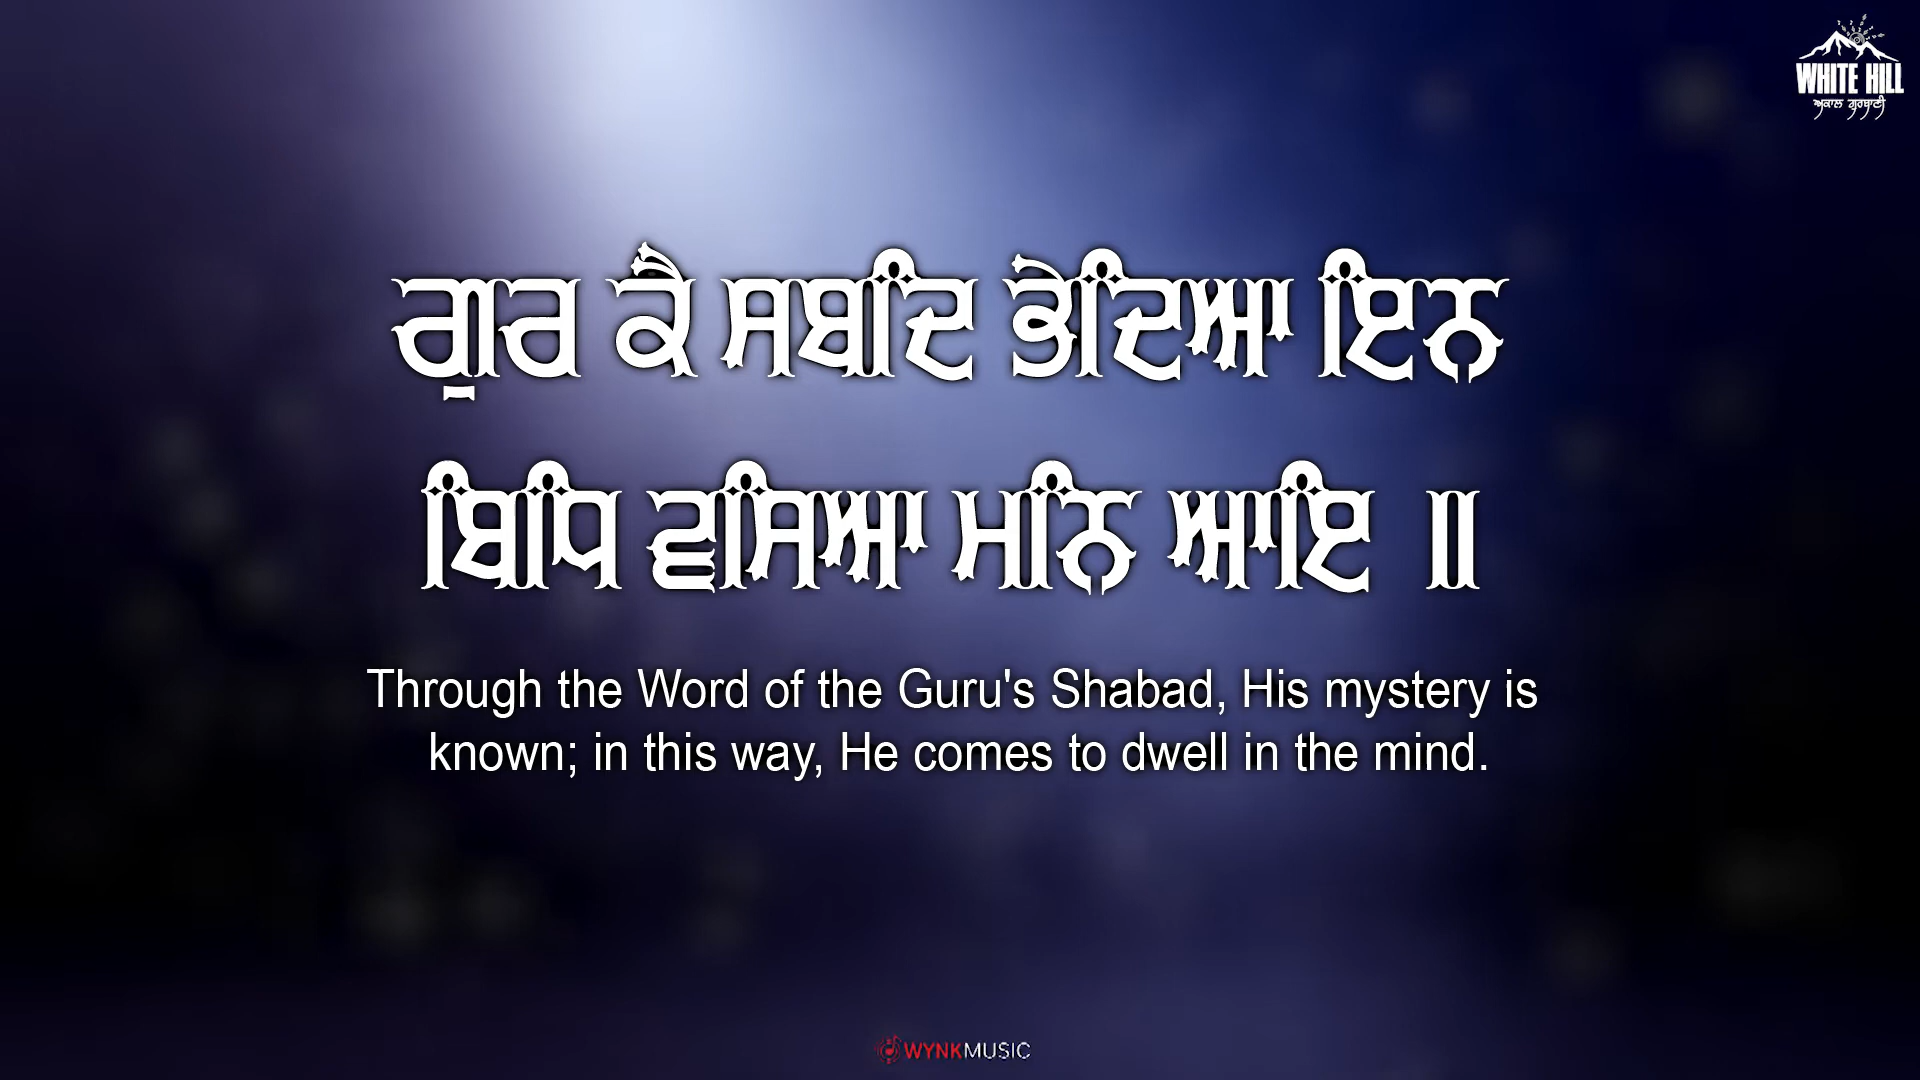 WHITE HILL
ਅਕਾਲ ਗੁਰਬਾਣੀ
ਗੁਰ ਕੈ ਸਬਦਿ ਭੇਦਿਆ ਇਨ
ਬਿਧਿ ਵਸਿਆ ਮਨਿ ਆਇ ॥
Through the Word of the Guru's Shabad, His mystery is
known; in this way, He comes to dwell in the mind.
WYNKMUSIC